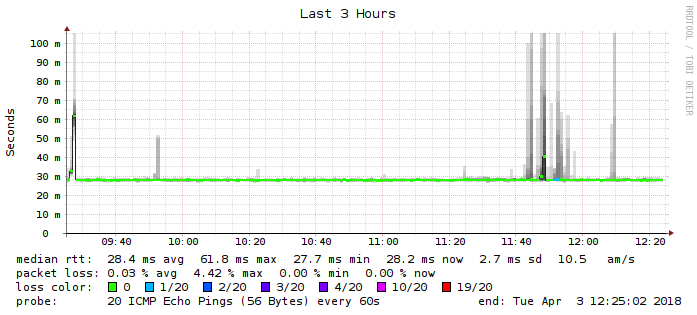 Last 3 Hours
RRDTOOL / TOBI OETIKER
Seconds
100 m
90 m
80 m
70 m
60 m
50 m
40 m
30 m
20 m
10 m
0
09:40 10:00 10:20 10:40 11:00 11:20 11:40 12:00 12:20
median rtt: 28.4 ms avg 61.8 ms max 27.7 ms min 28.2 ms now 2.7 ms sd 10.5 am/s
packet loss: 0.03 % avg 4.42 % max 0.00 % min 0.00 % now
loss color: 0 1/20 2/20 3/20 4/20 10/20 19/20
probe: 20 ICMP Echo Pings (56 Bytes) every 60s end: Tue Apr 3 12:25:02 2018